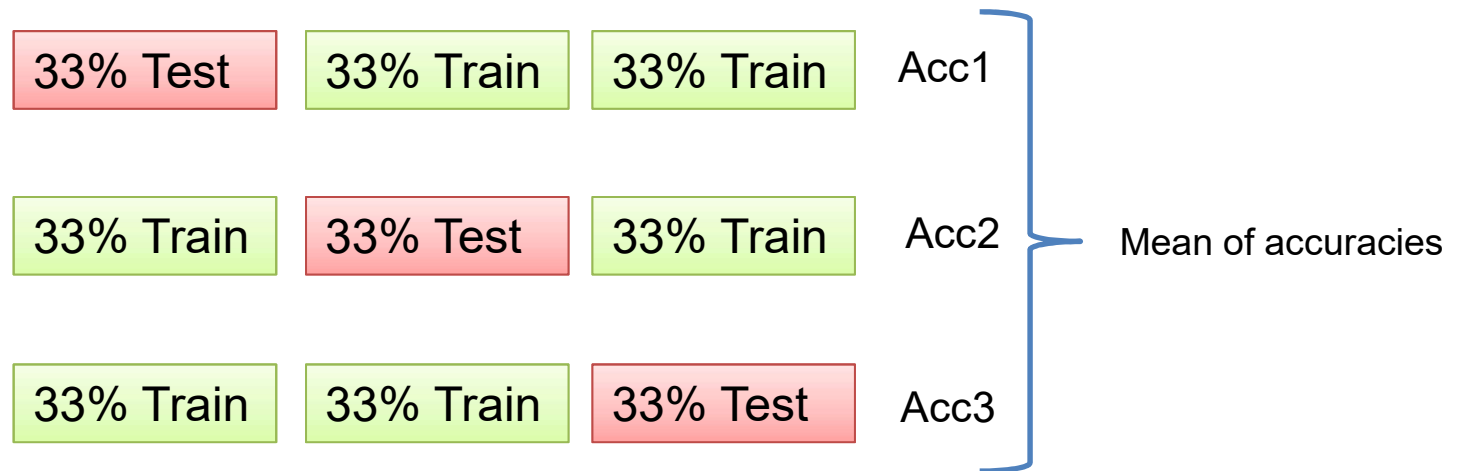 33% Test 33% Train 33% Train Acc1
33% Train 33% Test 33% Train Acc2
Mean of accuracies
33% Train 33% Train 33% Test Acc3